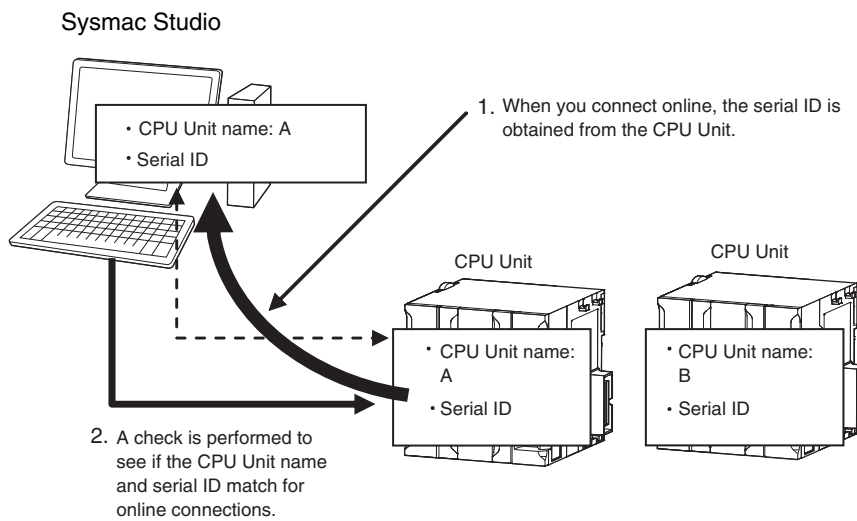 Sysmac Studio
• CPU Unit name: A
• Serial ID
1. When you connect online, the serial ID is
obtained from the CPU Unit.
CPU Unit
• CPU Unit name:
A
• Serial ID
CPU Unit
• CPU Unit name:
B
• Serial ID
2. A check is performed to
see if the CPU Unit name
and serial ID match for
online connections.